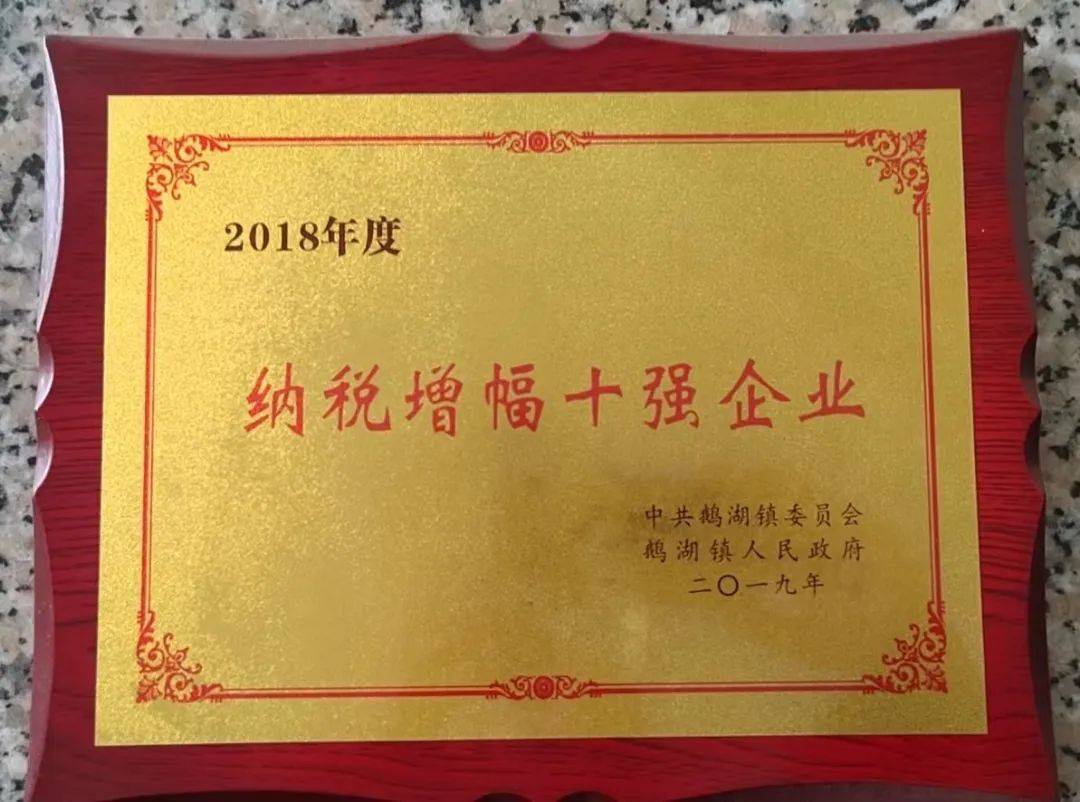 2018年度
纳税增幅十强企业
中共鹅湖镇委员会
鹅湖镇人民政府
二〇一九年